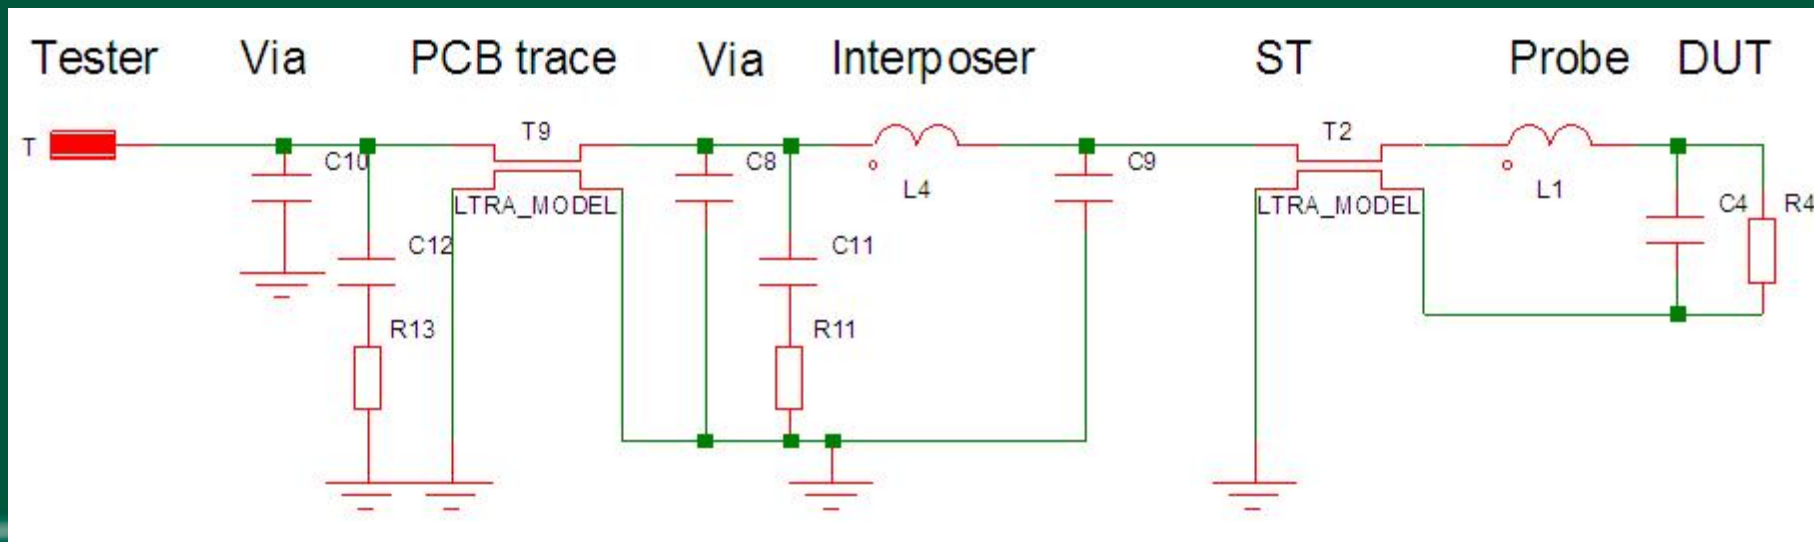 Tester Via PCB trace Via Interposer ST Probe DUT
T9 T2
T C10 C8 C9
L4 L1
LTRA_MODEL LTRA_MODEL C4 R4
C12 C11
R13 R11